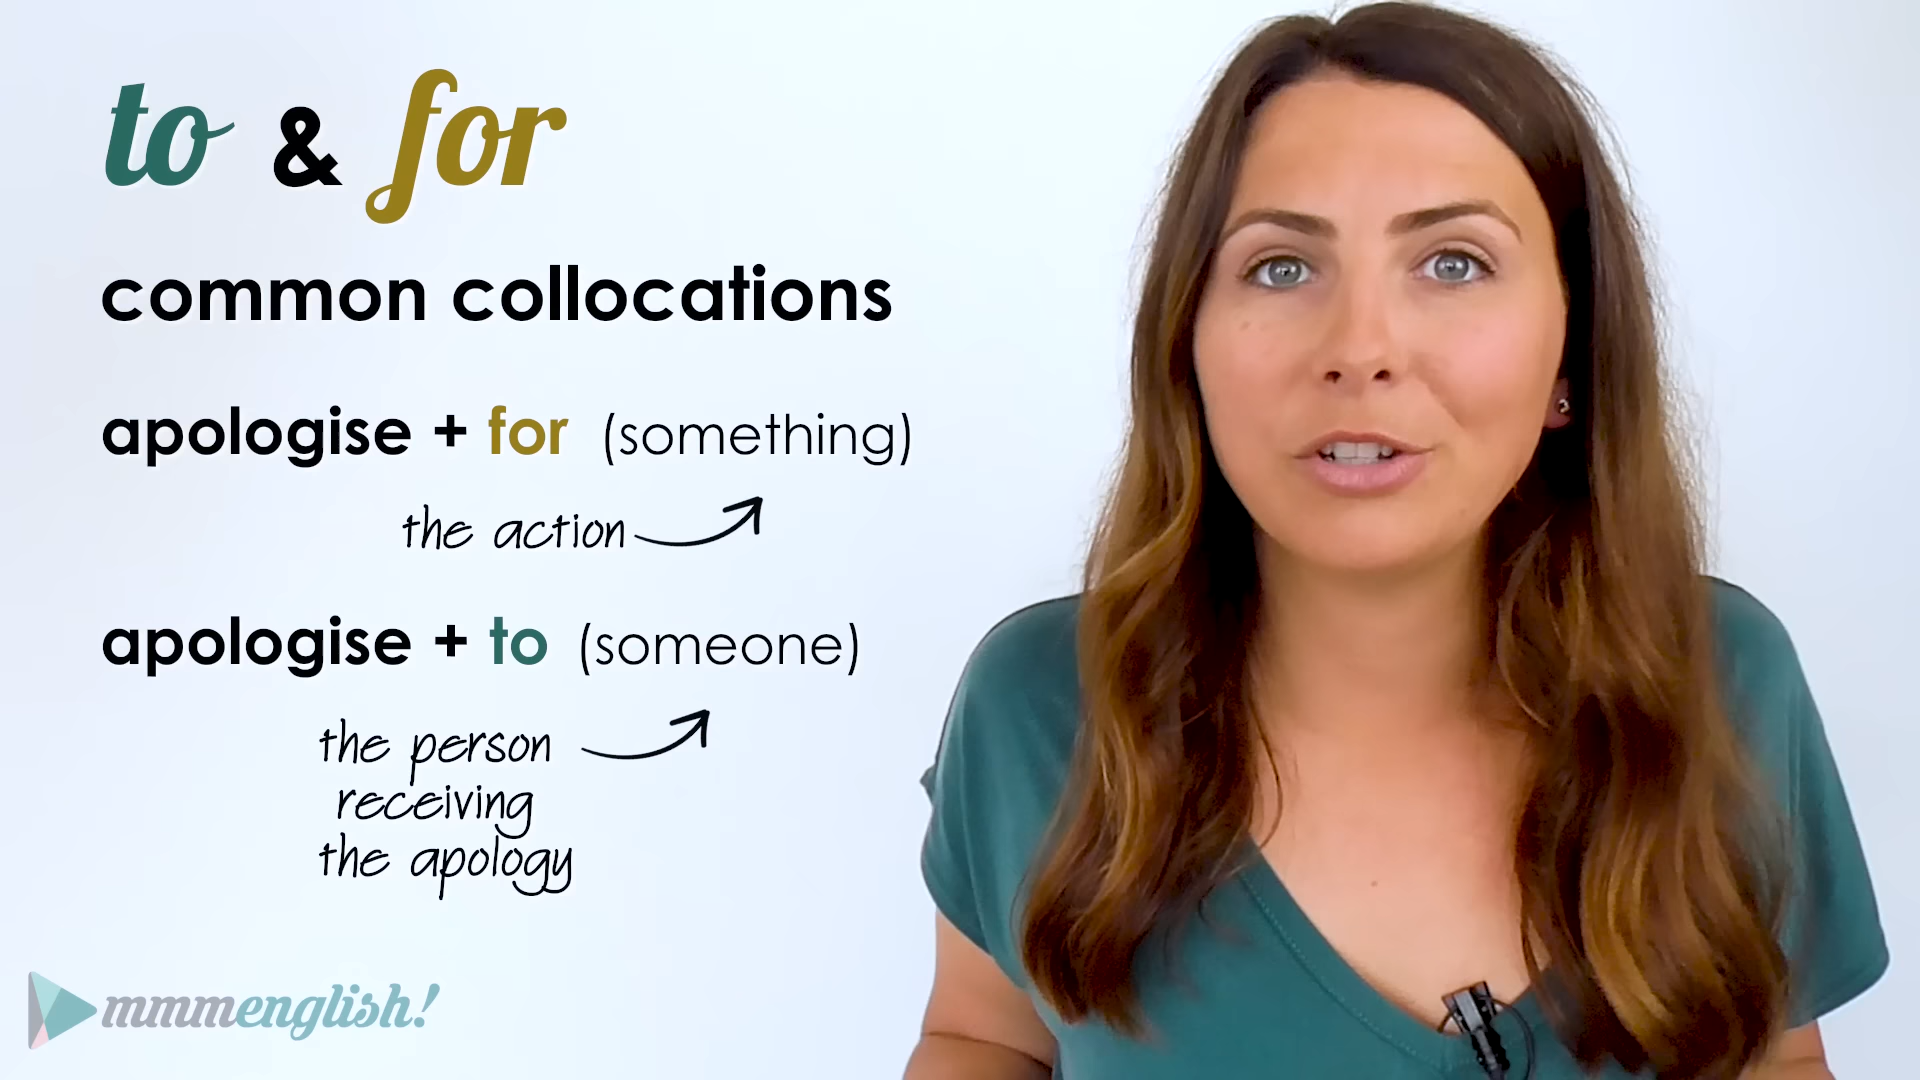 to & for
common collocations
apologise + for (something)
the action
apologise + to (someone)
the person
receiving
the apology
mmmenglish!